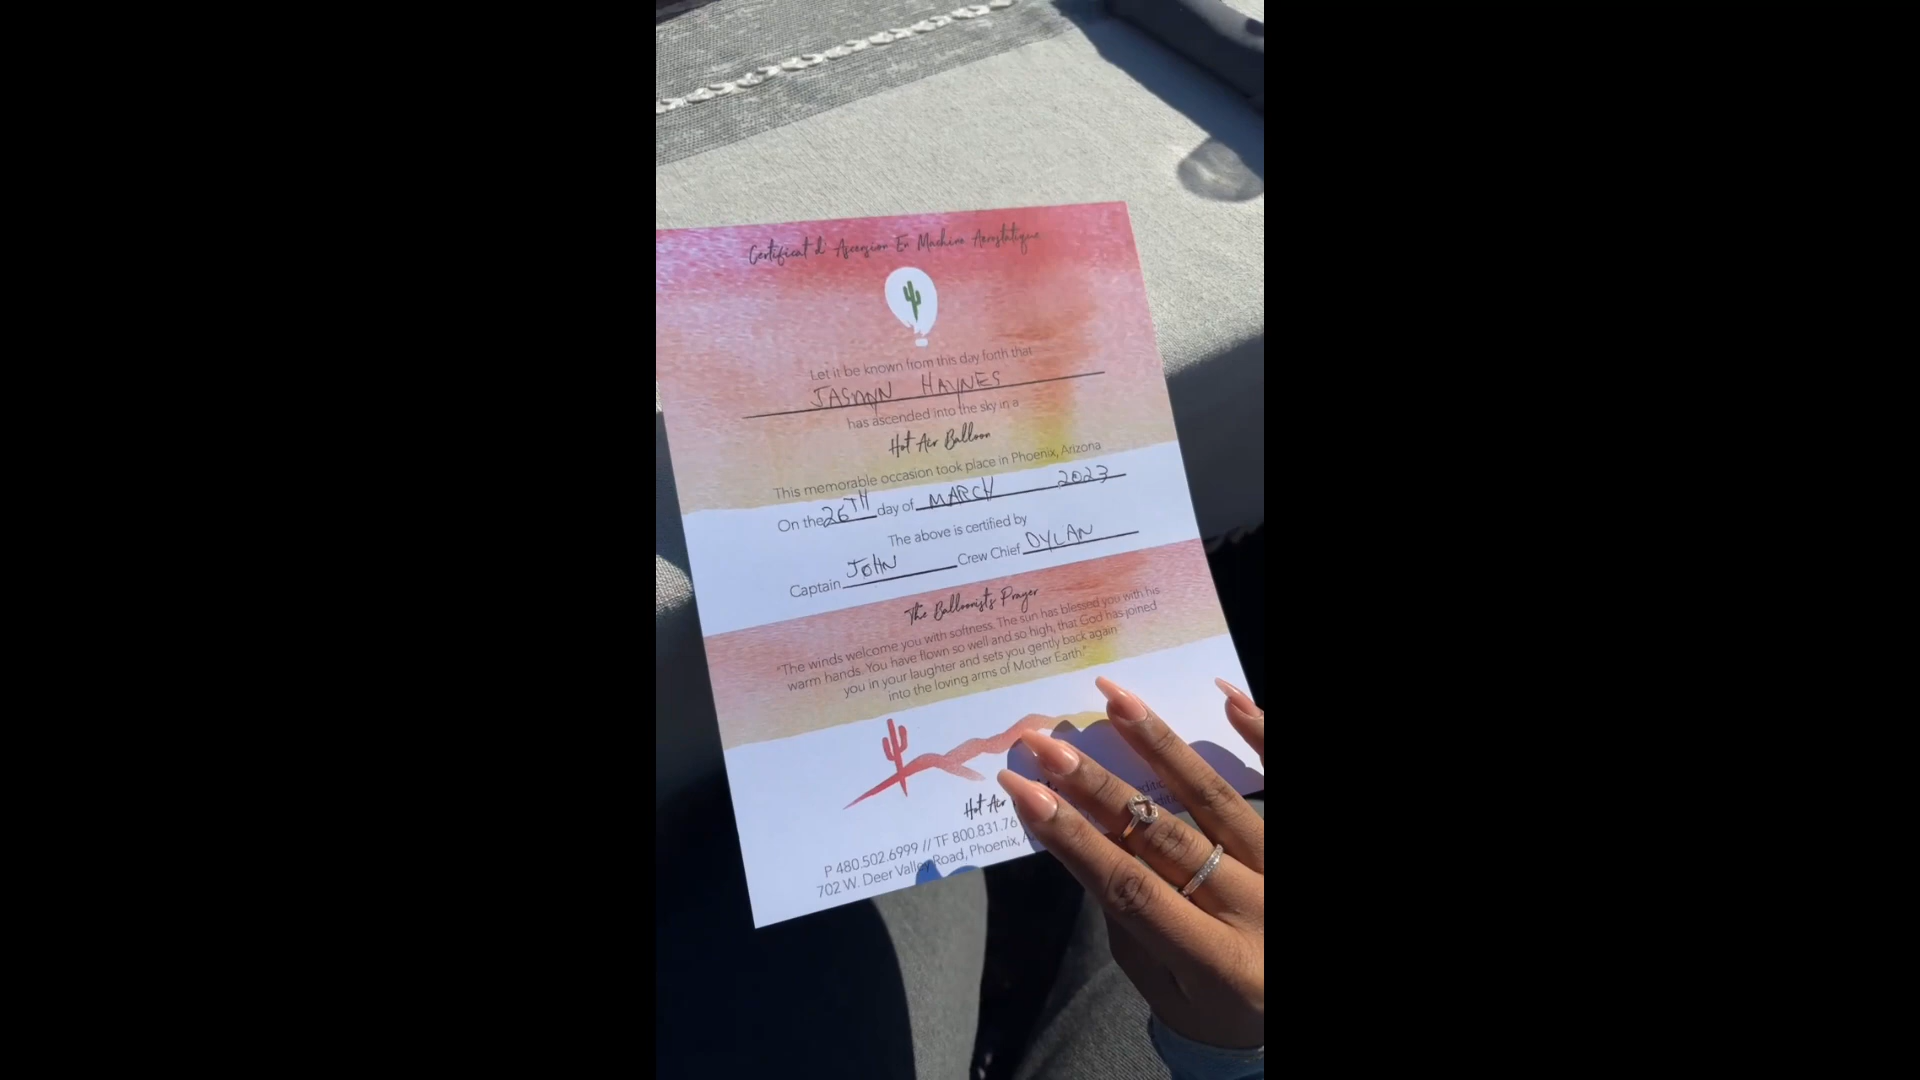 Certificat d' Ascension En Machine Aerostatique
Let it be known from this day forth that
JASMYN HAYNES
has ascended into the sky in a
Hot Air Balloon
This memorable occasion took place in Phoenix, Arizona
On the 26TH day of MARCH 2023
The above is certified by
Captain JOHN Crew Chief DYLAN
The Balloonists Prayer
"The winds welcome you with softness. The sun has blessed you with his
warm hands. You have flown so well and so high, that God has joined
you in your laughter and sets you gently back again
into the loving arms of Mother Earth."
Hot Air
P 480.502.6999 // TF 800.831.76
702 W. Deer Valley Road, Phoenix,